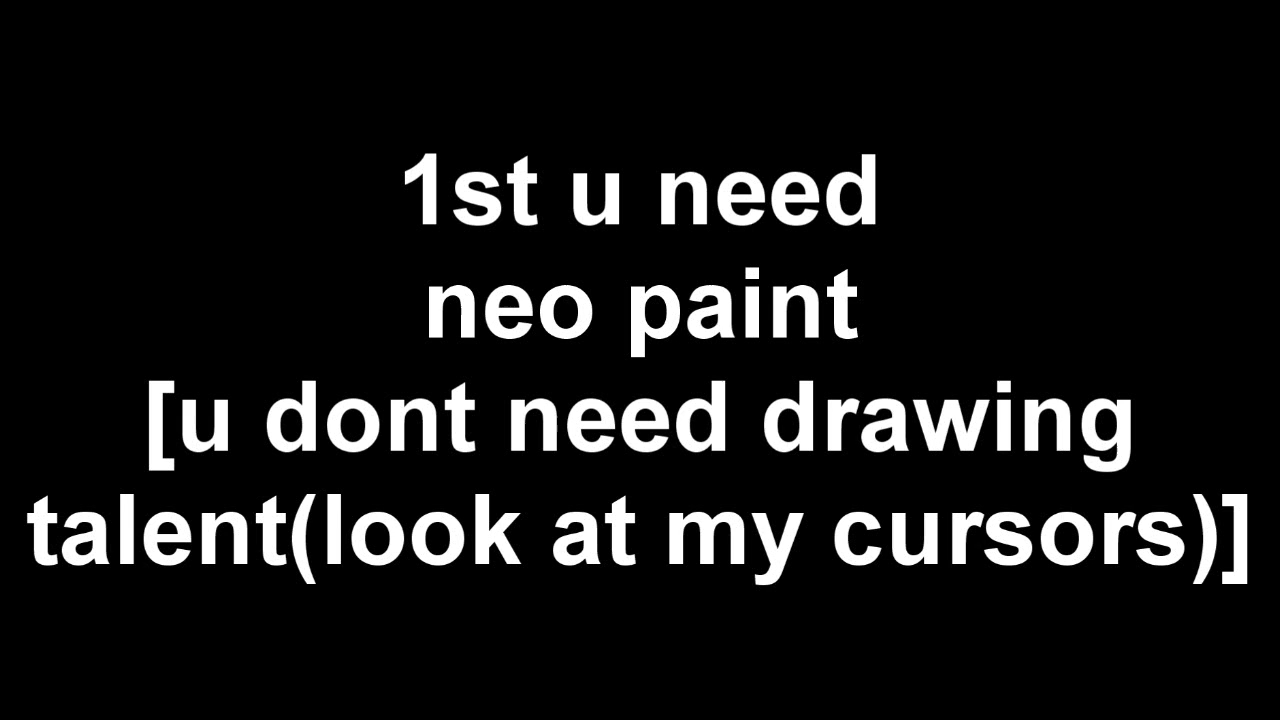 1st u need
neo paint
[u dont need drawing
talent(look at my cursors)]